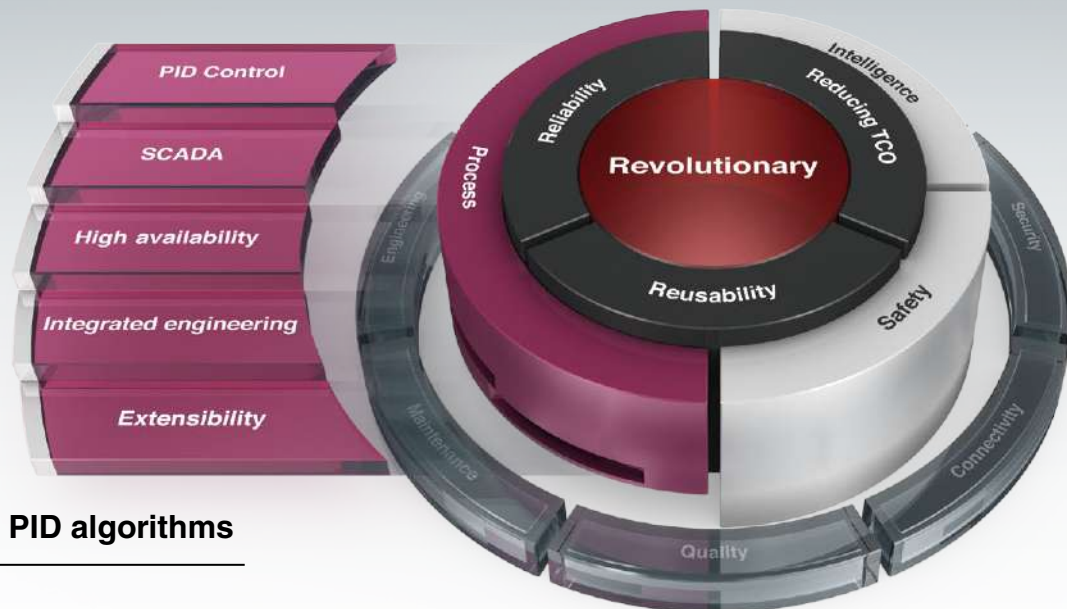 PID Control
SCADA
High availability
Integrated engineering
Extensibility
Process
Reliability
Intelligence
Reducing TCO
Revolutionary
Reusability
Safety
Engineering
Security
Maintenance
Connectivity
Quality
PID algorithms